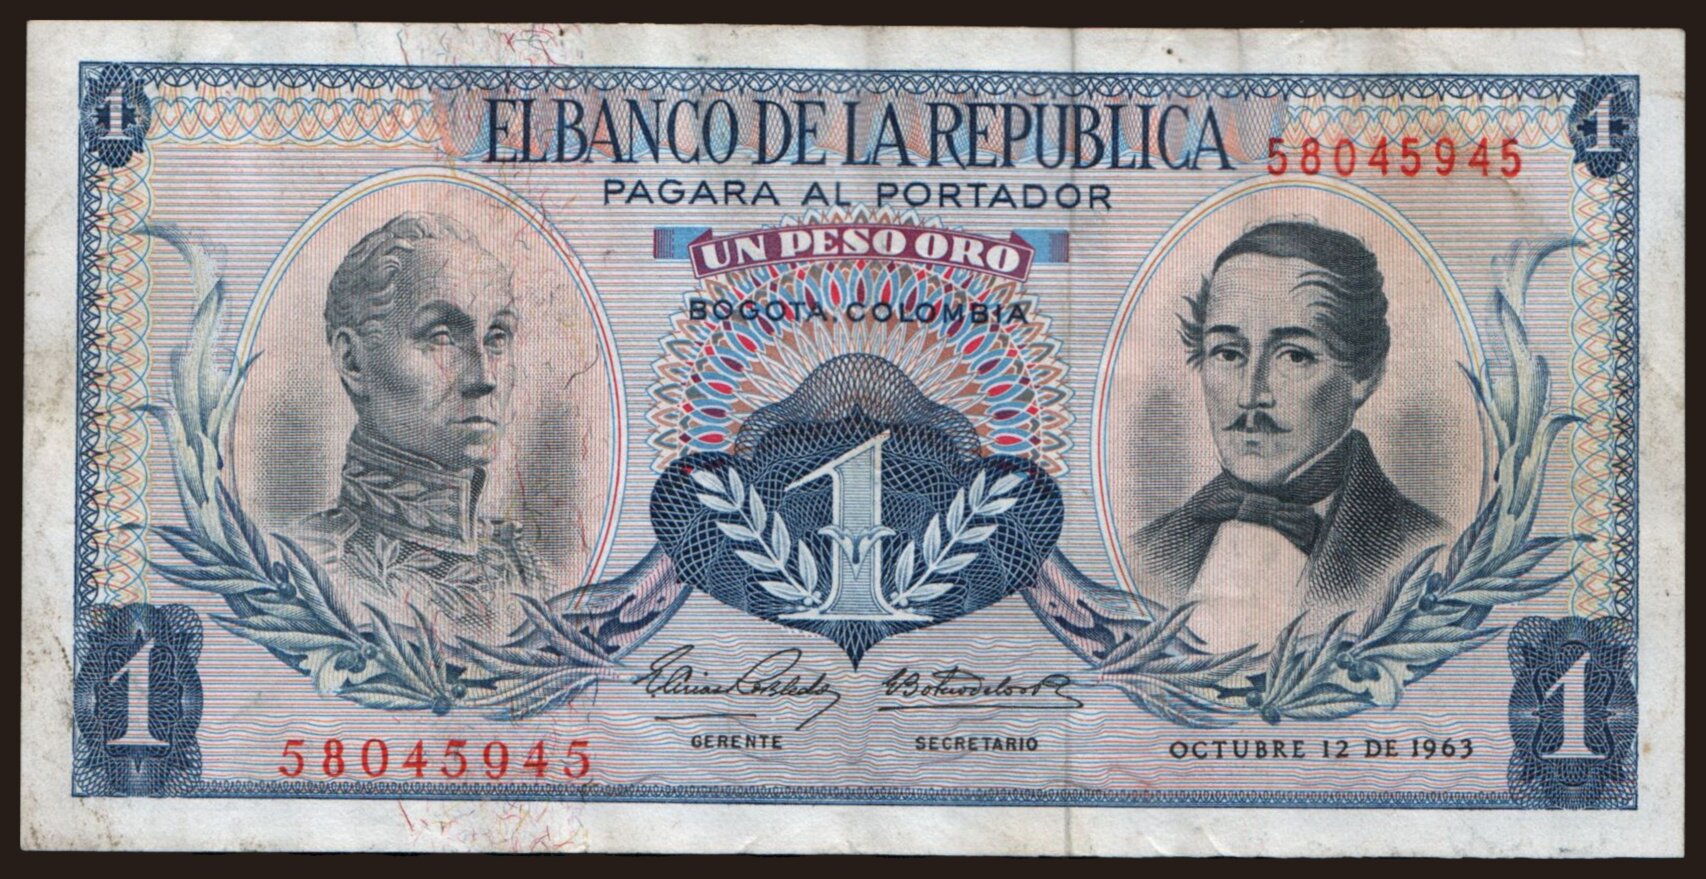 1
1
EL BANCO DE LA REPUBLICA
58045945
PAGARA AL PORTADOR
UN PESO ORO
BOGOTA, COLOMBIA
1
GERENTE
SECRETARIO
1
58045945
OCTUBRE 12 DE 1963
1